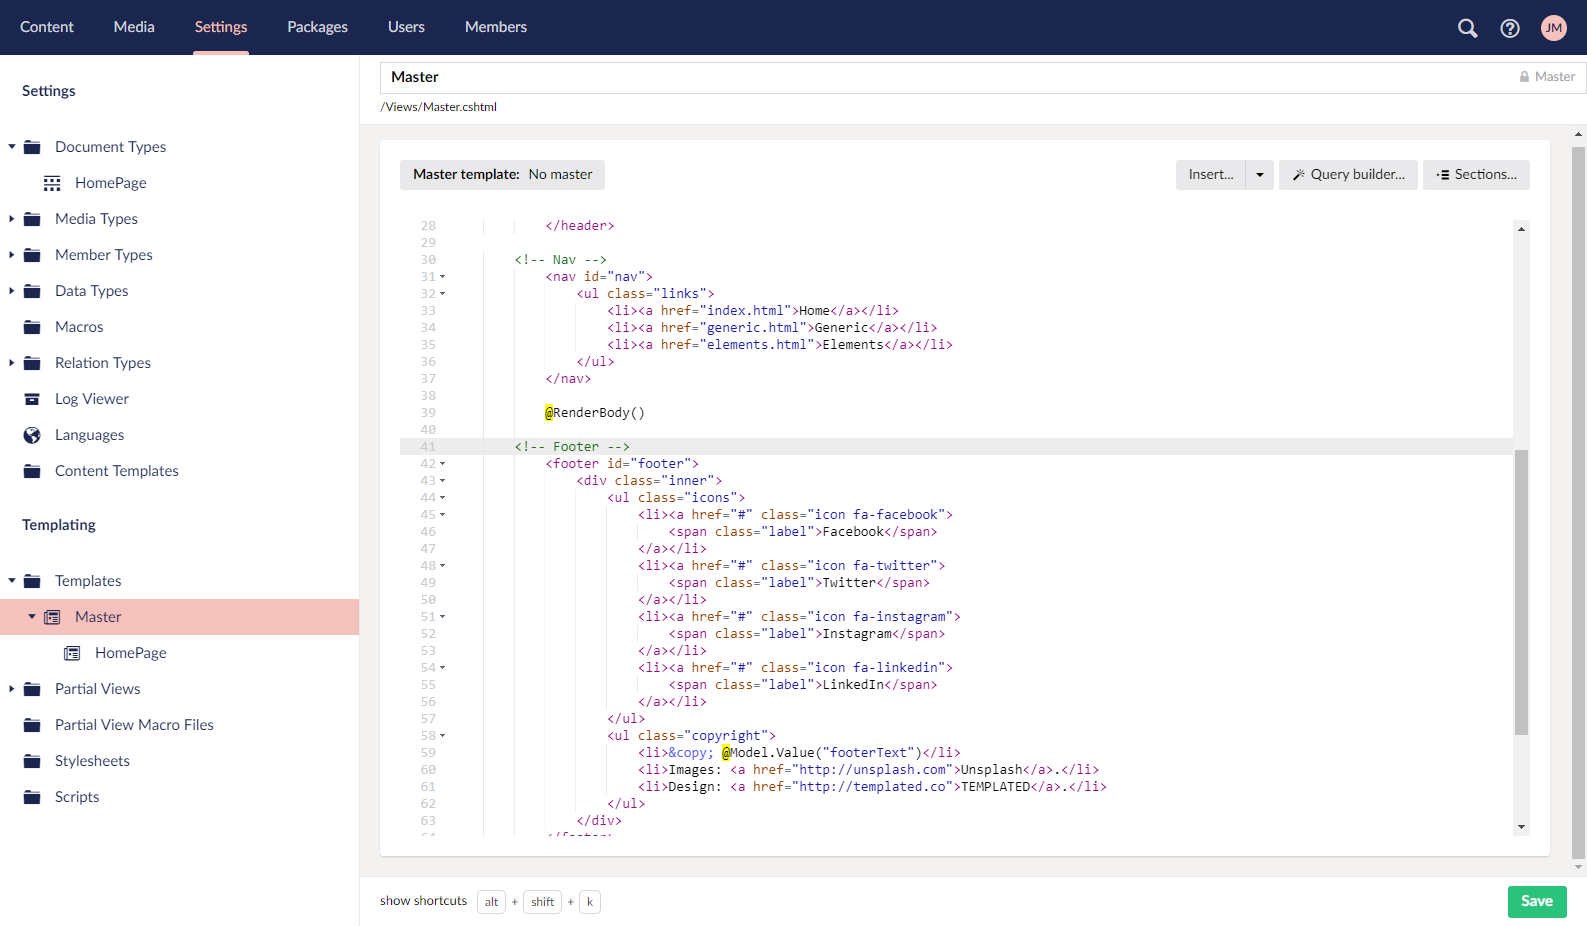 Content Media Settings Packages Users Members JM
Settings
Document Types
HomePage
Media Types
Member Types
Data Types
Macros
Relation Types
Log Viewer
Languages
Content Templates
Templating
Templates
Master
HomePage
Partial Views
Partial View Macro Files
Stylesheets
Scripts
Master Master
/Views/Master.cshtml
Master template: No master Insert... Query builder... Sections...
28 </header>
29
30 <!-- Nav -->
31 <nav id="nav">
32 <ul class="links">
33 <li><a href="index.html">Home</a></li>
34 <li><a href="generic.html">Generic</a></li>
35 <li><a href="elements.html">Elements</a></li>
36 </ul>
37 </nav>
38
39 @RenderBody()
40
41 <!-- Footer -->
42 <footer id="footer">
43 <div class="inner">
44 <ul class="icons">
45 <li><a href="#" class="icon fa-facebook">
46 <span class="label">Facebook</span>
47 </a></li>
48 <li><a href="#" class="icon fa-twitter">
49 <span class="label">Twitter</span>
50 </a></li>
51 <li><a href="#" class="icon fa-instagram">
52 <span class="label">Instagram</span>
53 </a></li>
54 <li><a href="#" class="icon fa-linkedin">
55 <span class="label">LinkedIn</span>
56 </a></li>
57 </ul>
58 <ul class="copyright">
59 <li>&copy; @Model.Value("footerText")</li>
60 <li>Images: <a href="http://unsplash.com">Unsplash</a>.</li>
61 <li>Design: <a href="http://templated.co">TEMPLATED</a>.</li>
62 </ul>
63 </div>
64 </footer>
show shortcuts alt + shift + k Save